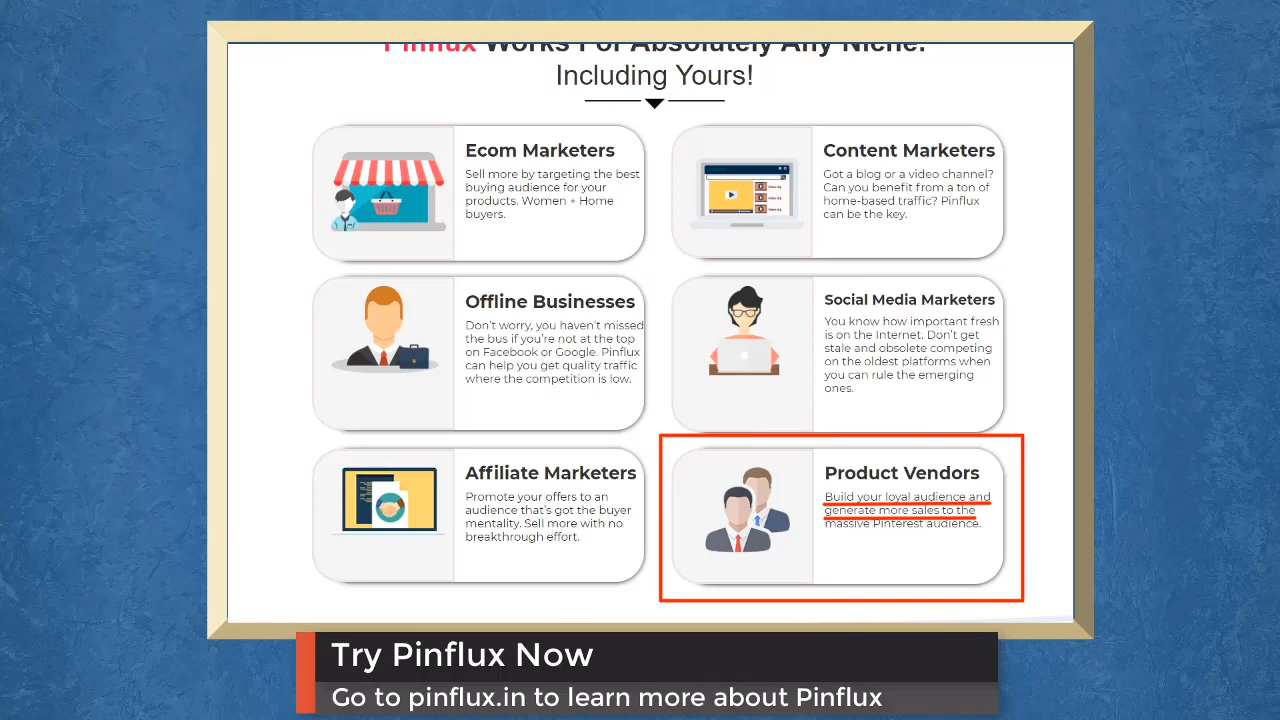 Pinflux Works For Absolutely Any Niche.
Including Yours!
Ecom Marketers
Sell more by targeting the best
buying audience for your
products. Women + Home
buyers.
Content Marketers
Got a blog or a video channel?
Can you benefit from a ton of
home-based traffic? Pinflux
can be the key.
Offline Businesses
Don't worry, you haven't missed
the bus if you're not at the top
on Facebook or Google. Pinflux
can help you get quality traffic
where the competition is low.
Social Media Marketers
You know how important fresh
is on the Internet. Don't get
stale and obsolete competing
on the oldest platforms when
you can rule the emerging
ones.
Affiliate Marketers
Promote your offers to an
audience that's got the buyer
mentality. Sell more with no
breakthrough effort.
Product Vendors
Build your loyal audience and
generate more sales to the
massive Pinterest audience.
Try Pinflux Now
Go to pinflux.in to learn more about Pinflux